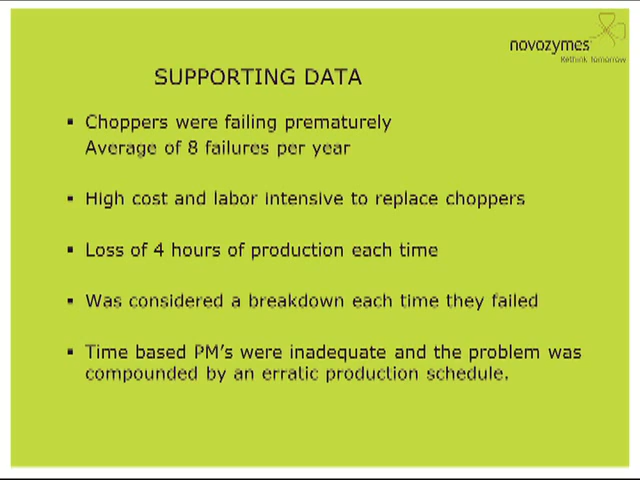 novozymes
Rethink Tomorrow
SUPPORTING DATA
▪ Choppers were failing prematurely
Average of 8 failures per year
▪ High cost and labor intensive to replace choppers
▪ Loss of 4 hours of production each time
▪ Was considered a breakdown each time they failed
▪ Time based PM's were inadequate and the problem was
compounded by an erratic production schedule.